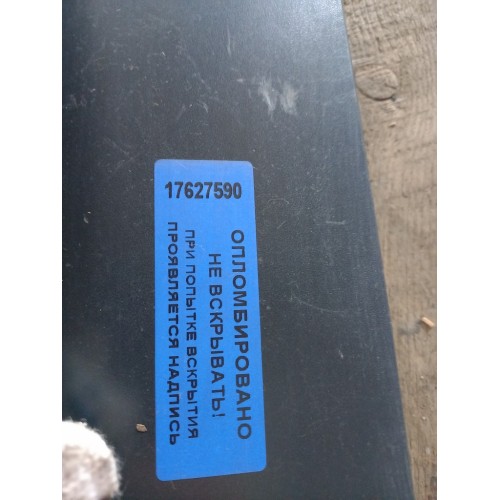 17627590
ОПЛОМБИРОВАНО
НЕ ВСКРЫВАТЬ!
ПРИ ПОПЫТКЕ ВСКРЫТИЯ
ПРОЯВЛЯЕТСЯ НАДПИСЬ